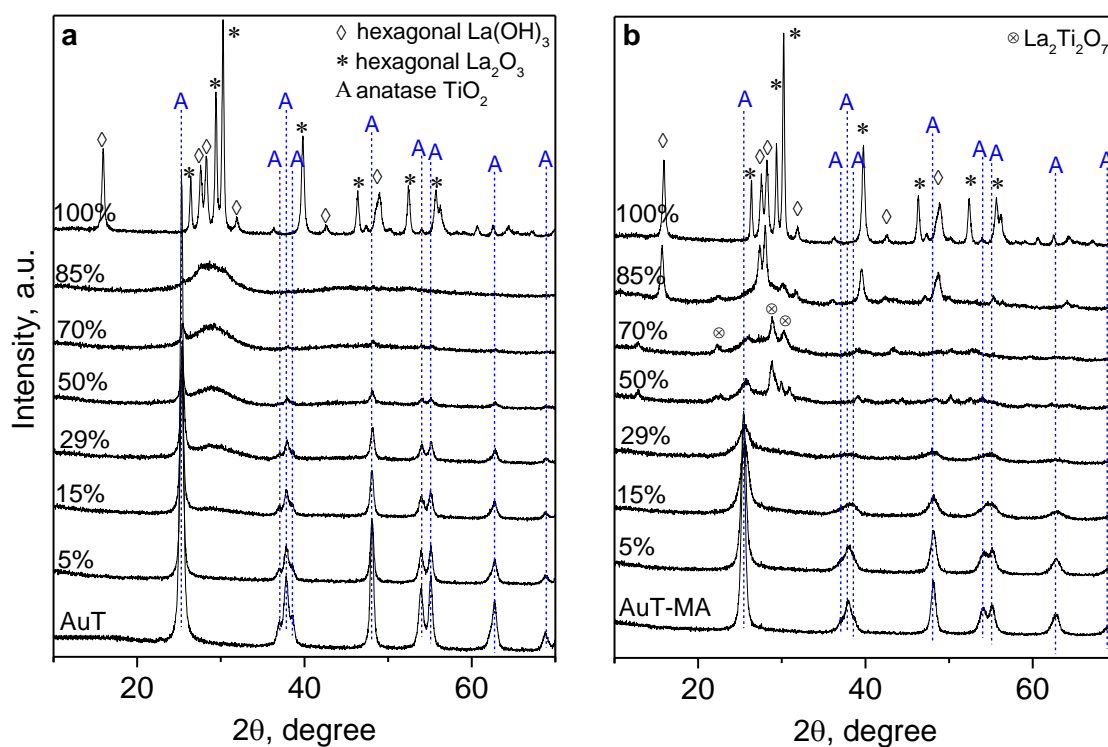 a
◊ hexagonal La(OH)₃
* hexagonal La₂O₃
A anatase TiO₂
A
A
A
A
A
A
A
A
A
100%
85%
70%
50%
29%
15%
5%
AuT
Intensity, a.u.
20
40
60
2θ, degree
b
⊗ La₂Ti₂O₇
A
A
A
A
A
A
A
A
A
100%
85%
70%
50%
29%
15%
5%
AuT-MA
20
40
60
2θ, degree